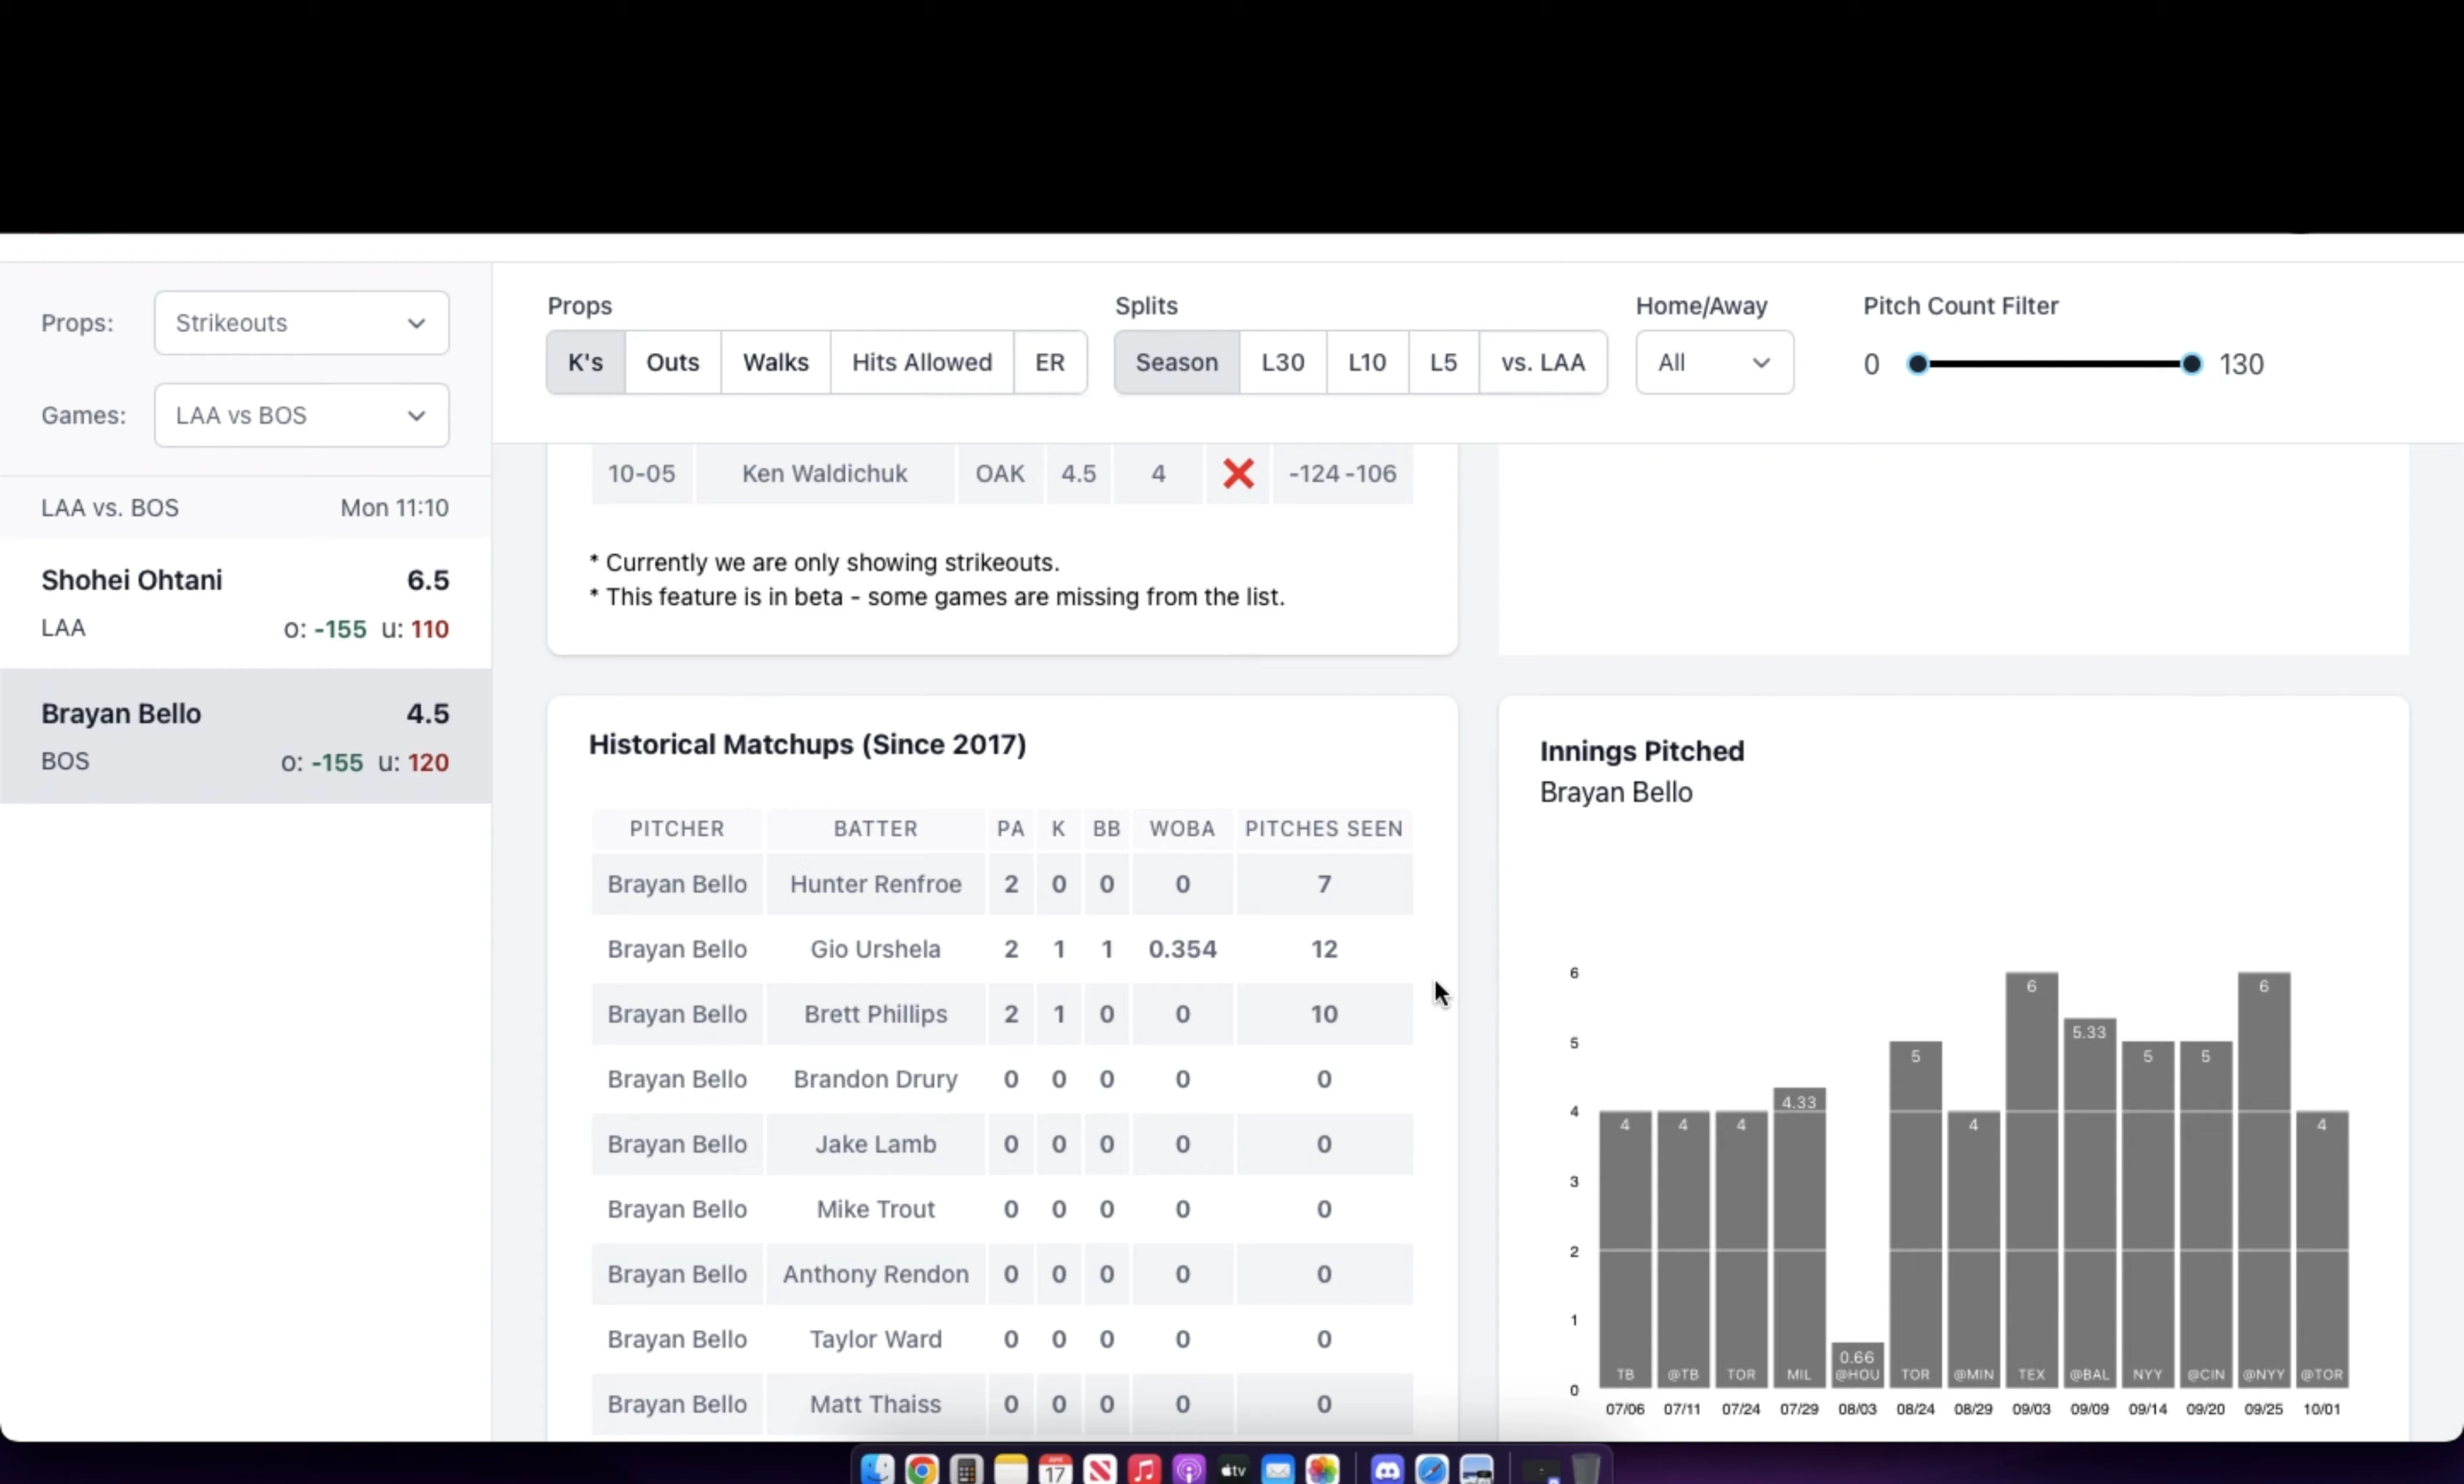 Props: Strikeouts
Games: LAA vs BOS
LAA vs. BOS Mon 11:10
Shohei Ohtani 6.5
LAA o: -155 u: 110
Brayan Bello 4.5
BOS o: -155 u: 120
Props Splits Home/Away Pitch Count Filter
K's Outs Walks Hits Allowed ER Season L30 L10 L5 vs. LAA All 0 130
10-05 Ken Waldichuk OAK 4.5 4 ❌ -124 -106
* Currently we are only showing strikeouts.
* This feature is in beta - some games are missing from the list.
Historical Matchups (Since 2017)
PITCHER BATTER PA K BB WOBA PITCHES SEEN
Brayan Bello Hunter Renfroe 2 0 0 0 7
Brayan Bello Gio Urshela 2 1 1 0.354 12
Brayan Bello Brett Phillips 2 1 0 0 10
Brayan Bello Brandon Drury 0 0 0 0 0
Brayan Bello Jake Lamb 0 0 0 0 0
Brayan Bello Mike Trout 0 0 0 0 0
Brayan Bello Anthony Rendon 0 0 0 0 0
Brayan Bello Taylor Ward 0 0 0 0 0
Brayan Bello Matt Thaiss 0 0 0 0 0
Innings Pitched
Brayan Bello
6
5
4
3
2
1
0
4 4 4 4.33 0.66 5 4 6 5.33 5 5 6 4
TB @TB TOR MIL @HOU TOR @MIN TEX @BAL NYY @CIN @NYY @TOR
07/06 07/11 07/24 07/29 08/03 08/24 08/29 09/03 09/09 09/14 09/20 09/25 10/01
APR
17
tv